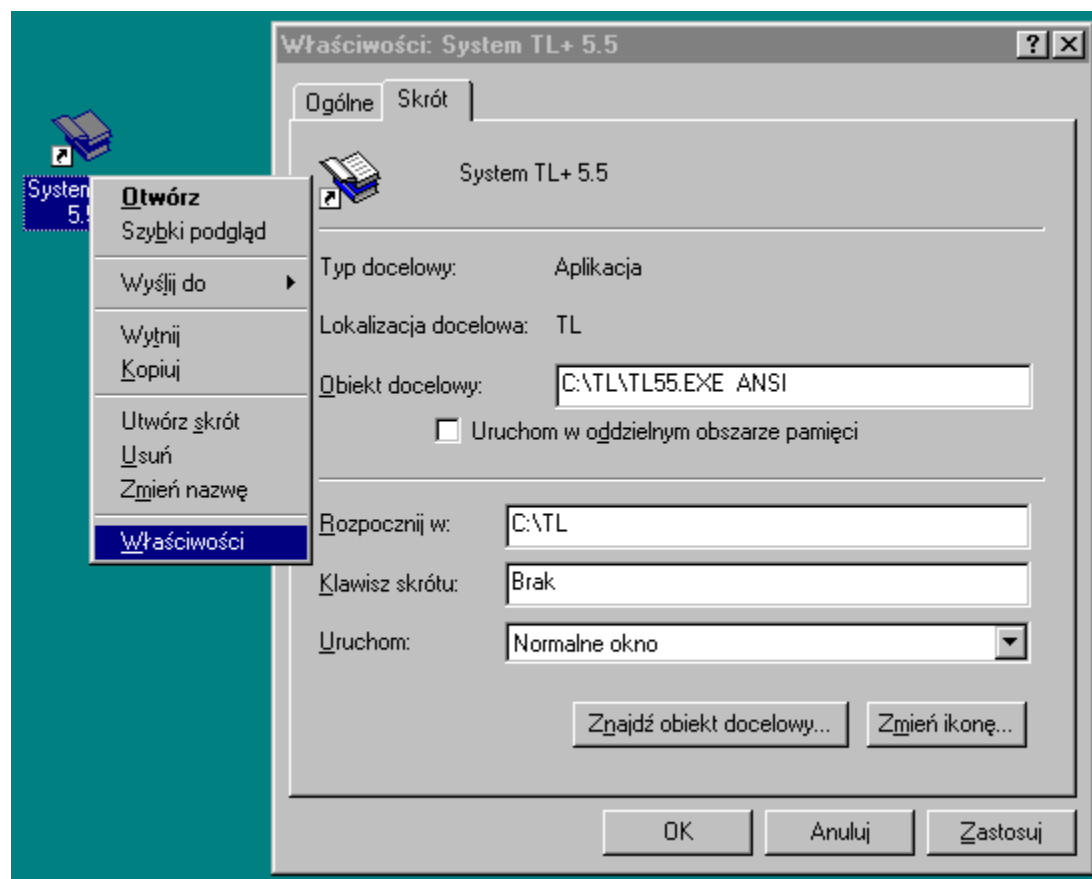 Właściwości: System TL+ 5.5
Ogólne
Skrót
System TL+ 5.5
Typ docelowy: Aplikacja
Lokalizacja docelowa: TL
Obiekt docelowy: C:\TL\TL55.EXE ANSI
Uruchom w oddzielnym obszarze pamięci
Rozpocznij w: C:\TL
Klawisz skrótu: Brak
Uruchom: Normalne okno
Znajdź obiekt docelowy...
Zmień ikonę...
OK
Anuluj
Zastosuj
System
Otwórz
Szybki podgląd
Wyślij do
Wytnij
Kopiuj
Utwórz skrót
Usuń
Zmień nazwę
Właściwości